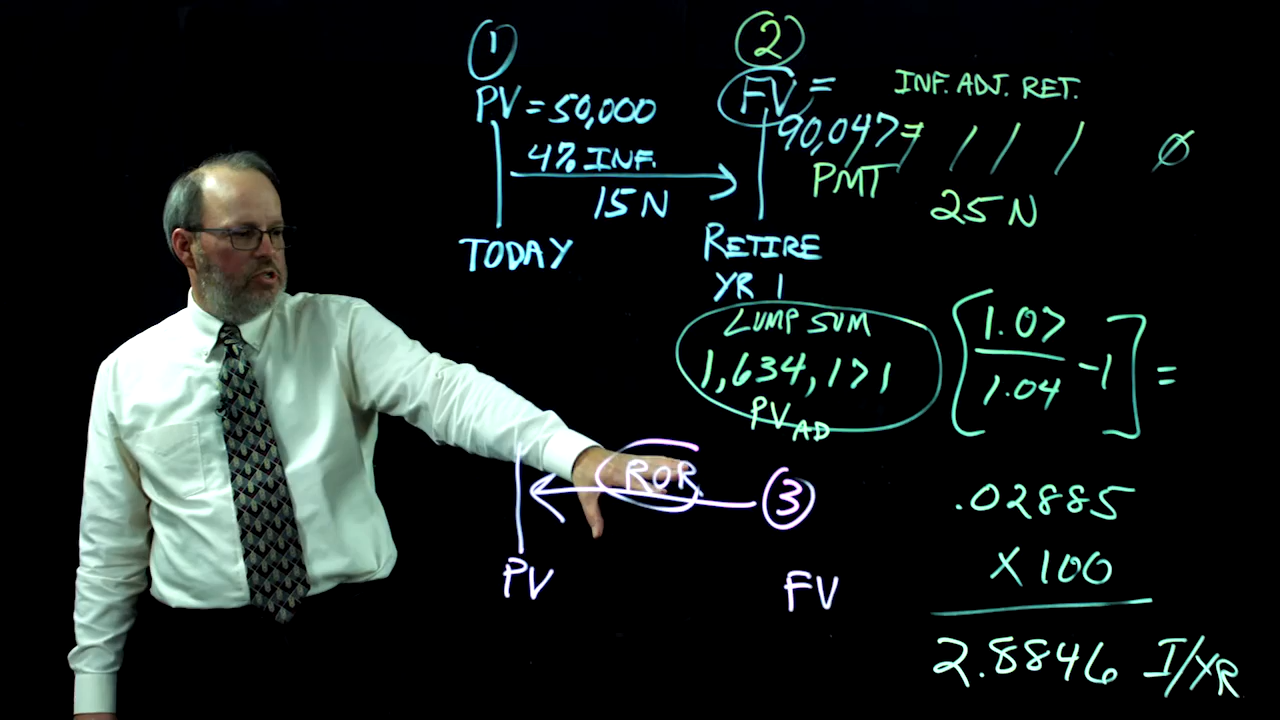 1
PV = 50,000
4% INF.
15 N
TODAY
2
FV =
90,047 =
PMT
INF. ADJ. RET.
/ / / / Ø
25 N
RETIRE
YR 1
LUMP SUM
1,634,171
PV AD
[1.07
1.04 -1] =
.02885
X 100
2.8846 I/YR
ROR
3
PV
FV